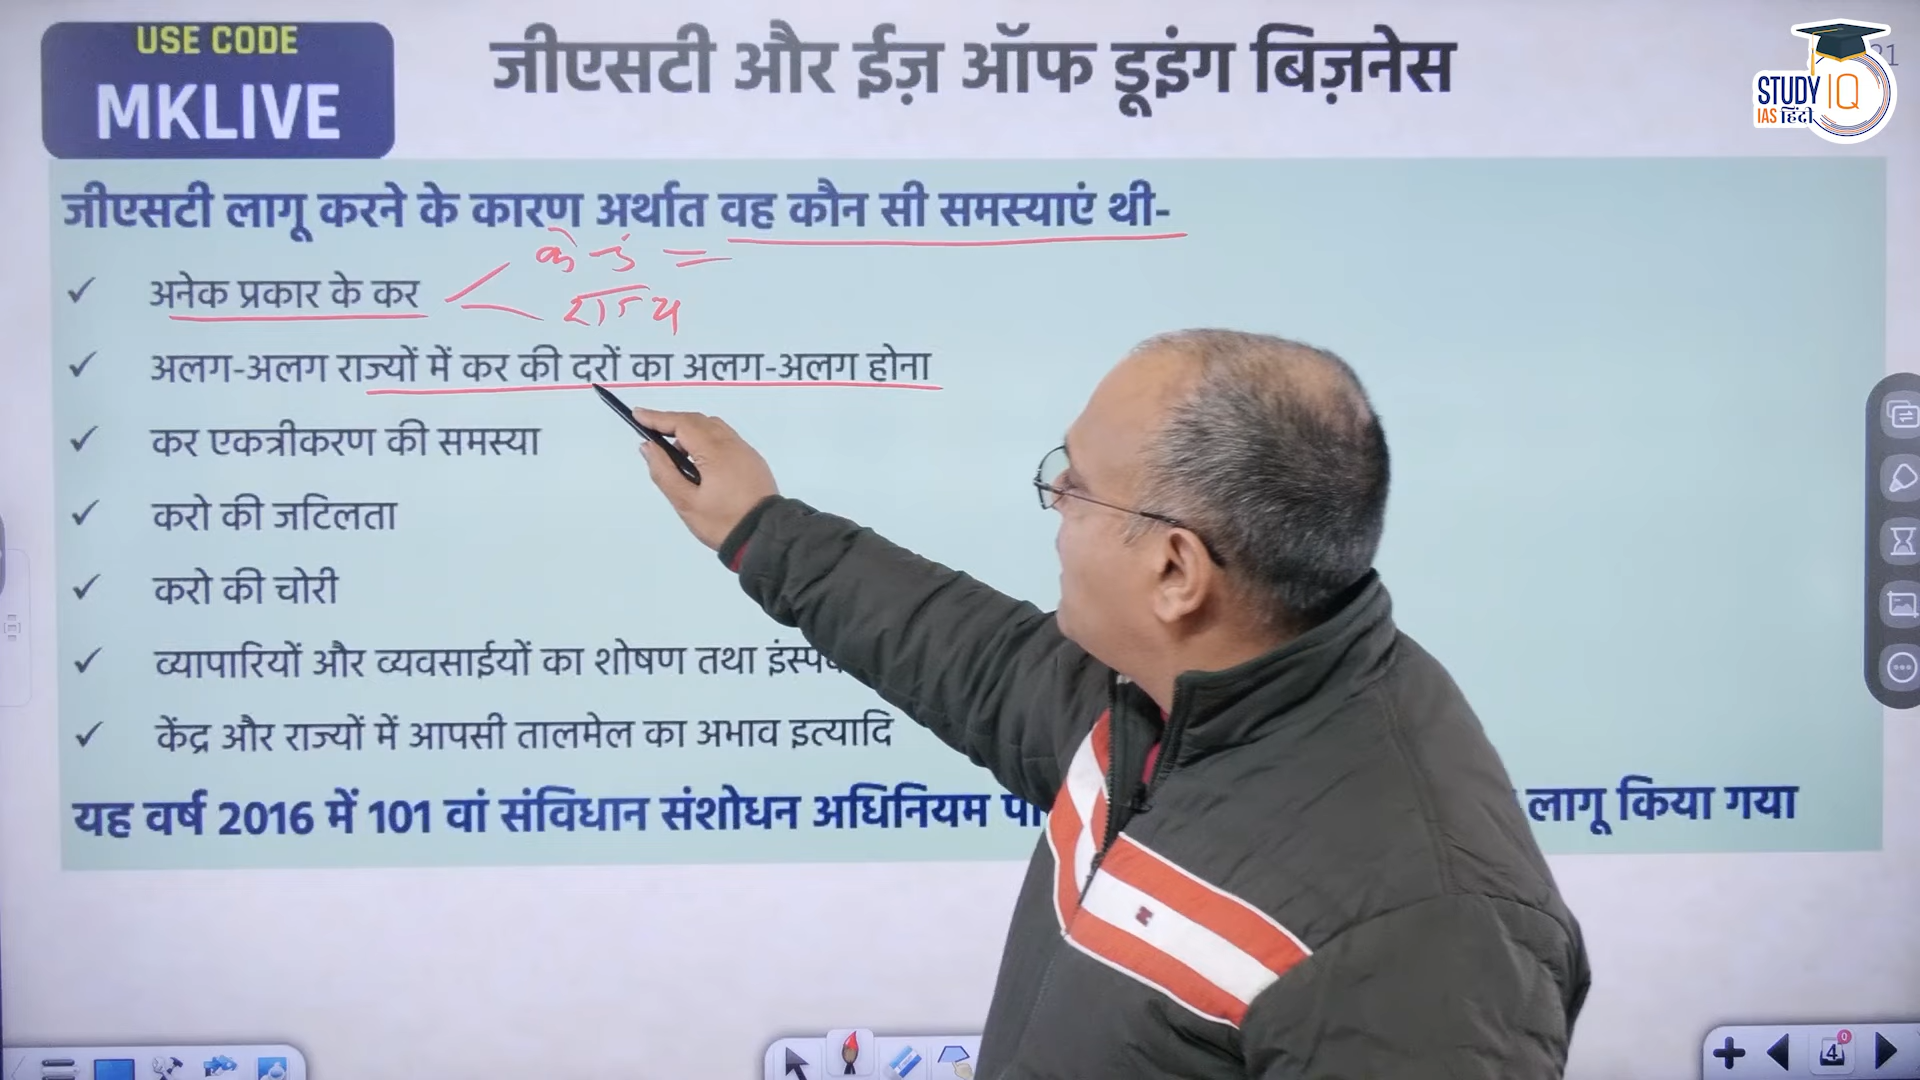 USE CODE
MKLIVE
जीएसटी और ईज़ ऑफ डूइंग बिज़नेस
21
STUDY IQ
IAS हिंदी
जीएसटी लागू करने के कारण अर्थात वह कौन सी समस्याएं थी-
✓ अनेक प्रकार के कर
केन्द्र
राज्य
✓ अलग-अलग राज्यों में कर की दरों का अलग-अलग होना
✓ कर एकत्रीकरण की समस्या
✓ करो की जटिलता
✓ करो की चोरी
✓ व्यापारियों और व्यवसाईयों का शोषण तथा
✓ केंद्र और राज्यों में आपसी तालमेल का अभाव इत्यादि
यह वर्ष 2016 में 101 वां संविधान संशोधन अधिनियम
लागू किया गया
4